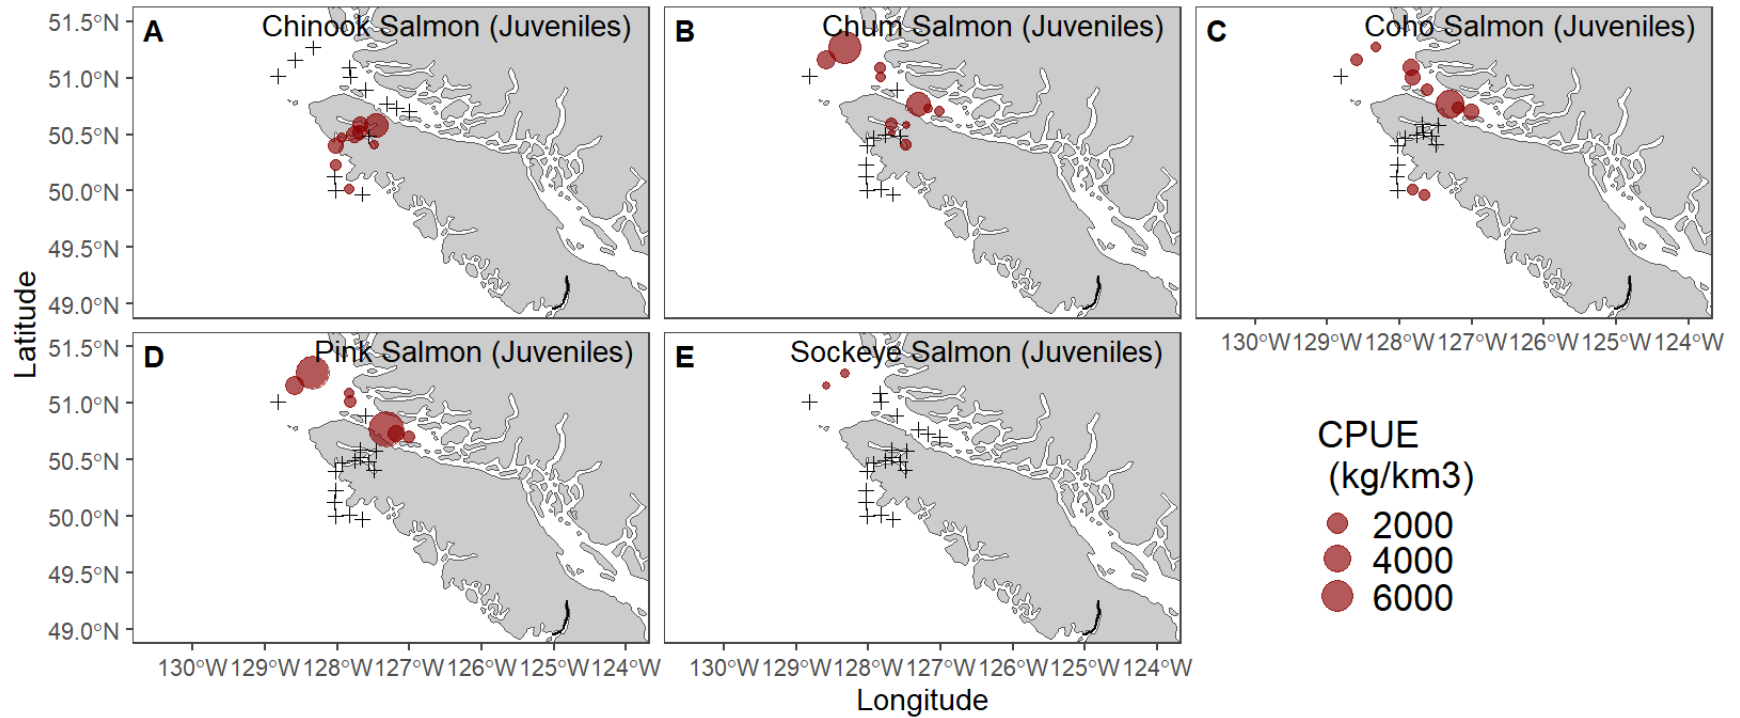 A Chinook Salmon (Juveniles)
B Chum Salmon (Juveniles)
C Coho Salmon (Juveniles)
51.5°N
51.0°N
50.5°N
50.0°N
49.5°N
49.0°N
130°W 129°W 128°W 127°W 126°W 125°W 124°W
Latitude
D Pink Salmon (Juveniles)
E Sockeye Salmon (Juveniles)
51.5°N
51.0°N
50.5°N
50.0°N
49.5°N
49.0°N
130°W 129°W 128°W 127°W 126°W 125°W 124°W
130°W 129°W 128°W 127°W 126°W 125°W 124°W
Longitude
CPUE
(kg/km3)
2000
4000
6000